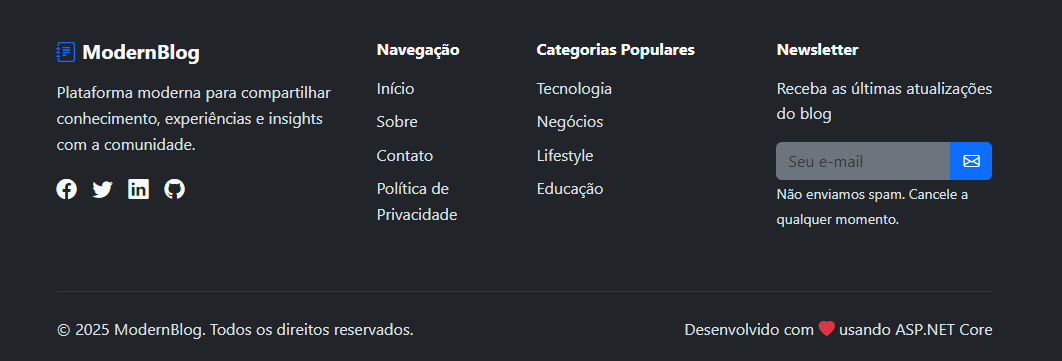 ModernBlog
Plataforma moderna para compartilhar
conhecimento, experiências e insights
com a comunidade.
Navegação
Início
Sobre
Contato
Política de
Privacidade
Categorias Populares
Tecnologia
Negócios
Lifestyle
Educação
Newsletter
Receba as últimas atualizações
do blog
Seu e-mail
Não enviamos spam. Cancele a
qualquer momento.
© 2025 ModernBlog. Todos os direitos reservados.
Desenvolvido com ❤ usando ASP.NET Core